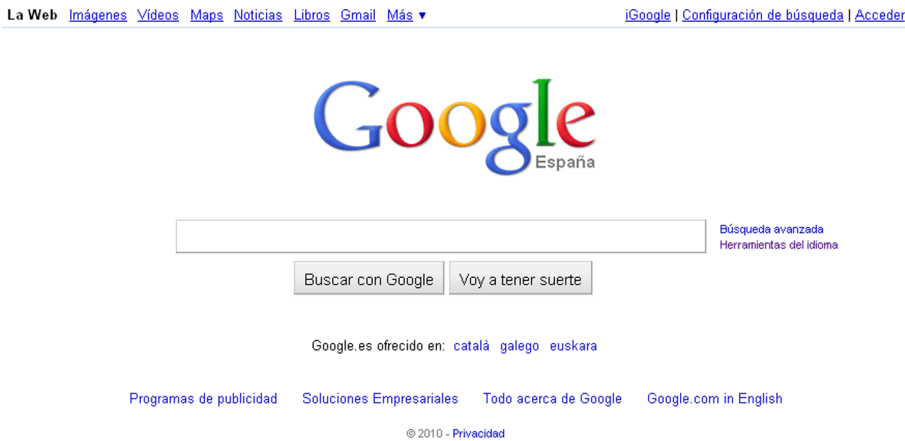 La Web Imágenes Vídeos Maps Noticias Libros Gmail Más ▼ iGoogle | Configuración de búsqueda | Acceder
Google
España
Búsqueda avanzada
Herramientas del idioma
Buscar con Google Voy a tener suerte
Google.es ofrecido en: català galego euskara
Programas de publicidad Soluciones Empresariales Todo acerca de Google Google.com in English
© 2010 - Privacidad